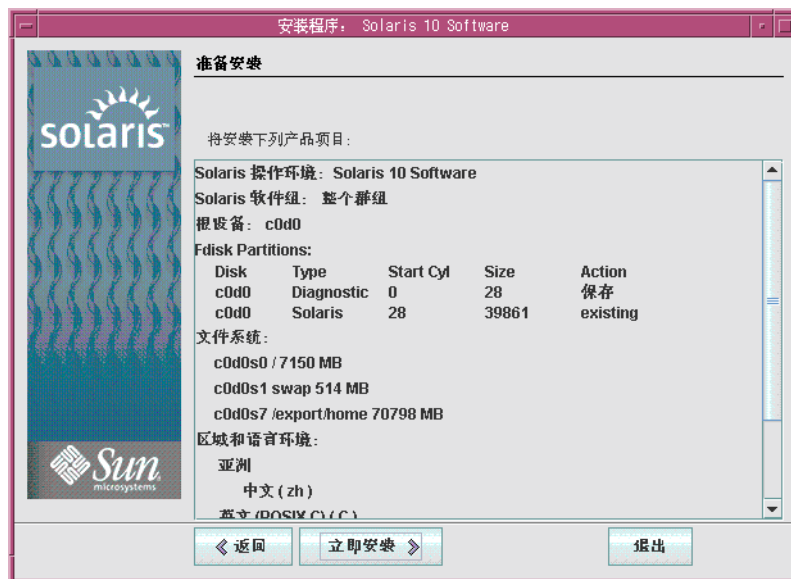 安装程序: Solaris 10 Software
准备安装
solaris
将安装下列产品项目:
Solaris 操作环境: Solaris 10 Software
Solaris 软件组: 整个群组
根设备: c0d0
Fdisk Partitions:
Disk Type Start Cyl Size Action
c0d0 Diagnostic 0 28 保存
c0d0 Solaris 28 39861 existing
文件系统:
c0d0s0 / 7150 MB
c0d0s1 swap 514 MB
c0d0s7 /export/home 70798 MB
区域和语言环境:
亚洲
中文 ( zh )
英文 (POSIX C) ( C )
Sun
microsystems
返回
立即安装
退出